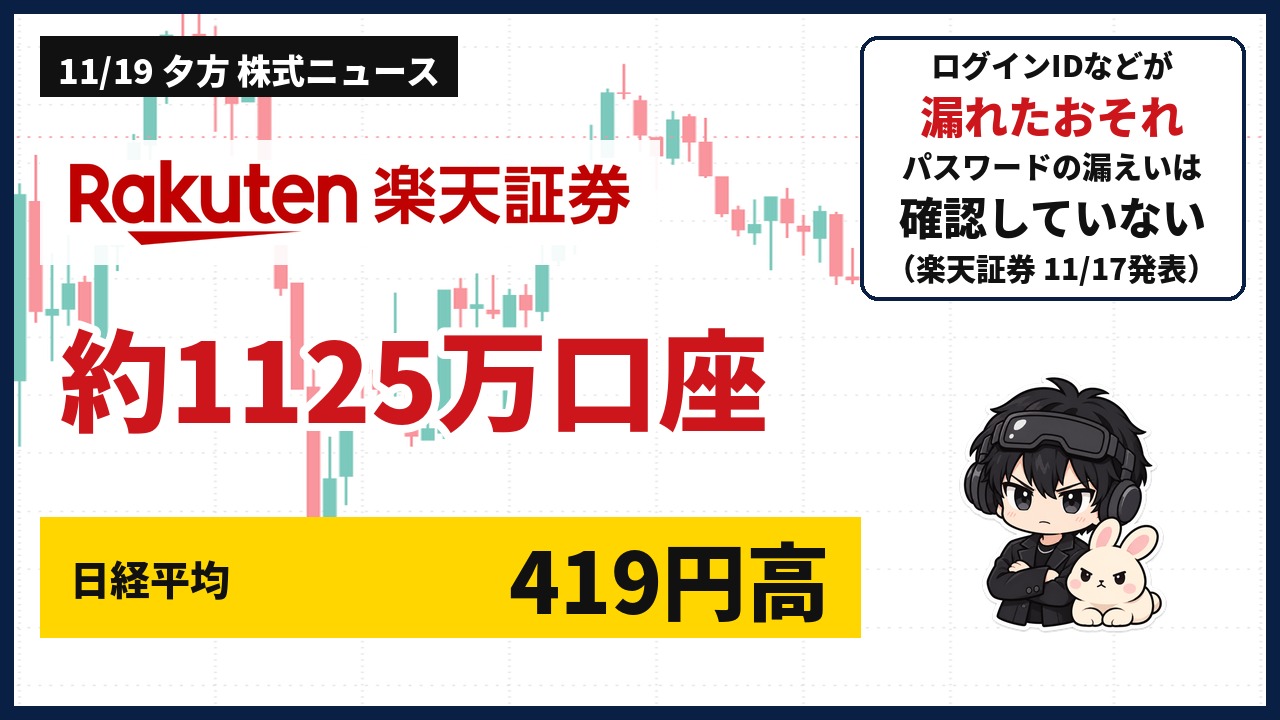 11/19 夕方 株式ニュース
Rakuten 楽天証券
約1125万口座
日経平均 419円高
ログインIDなどが
漏れたおそれ
パスワードの漏えいは
確認していない
（楽天証券 11/17発表）